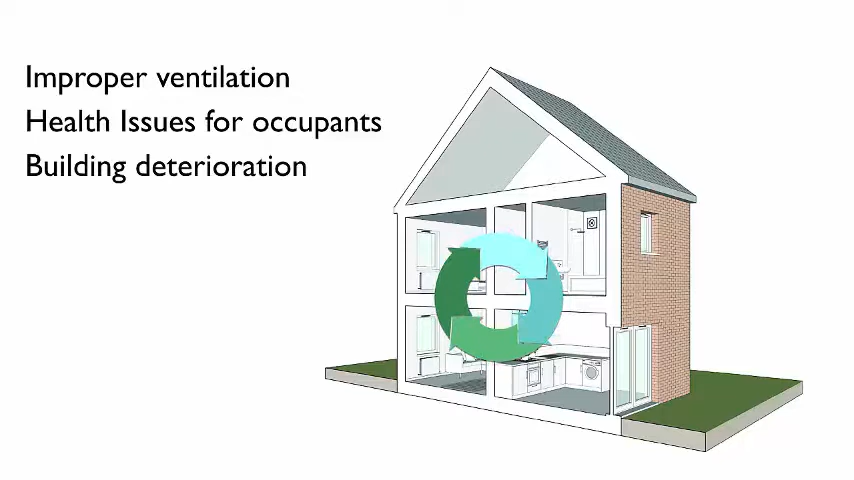 Improper ventilation
Health Issues for occupants
Building deterioration